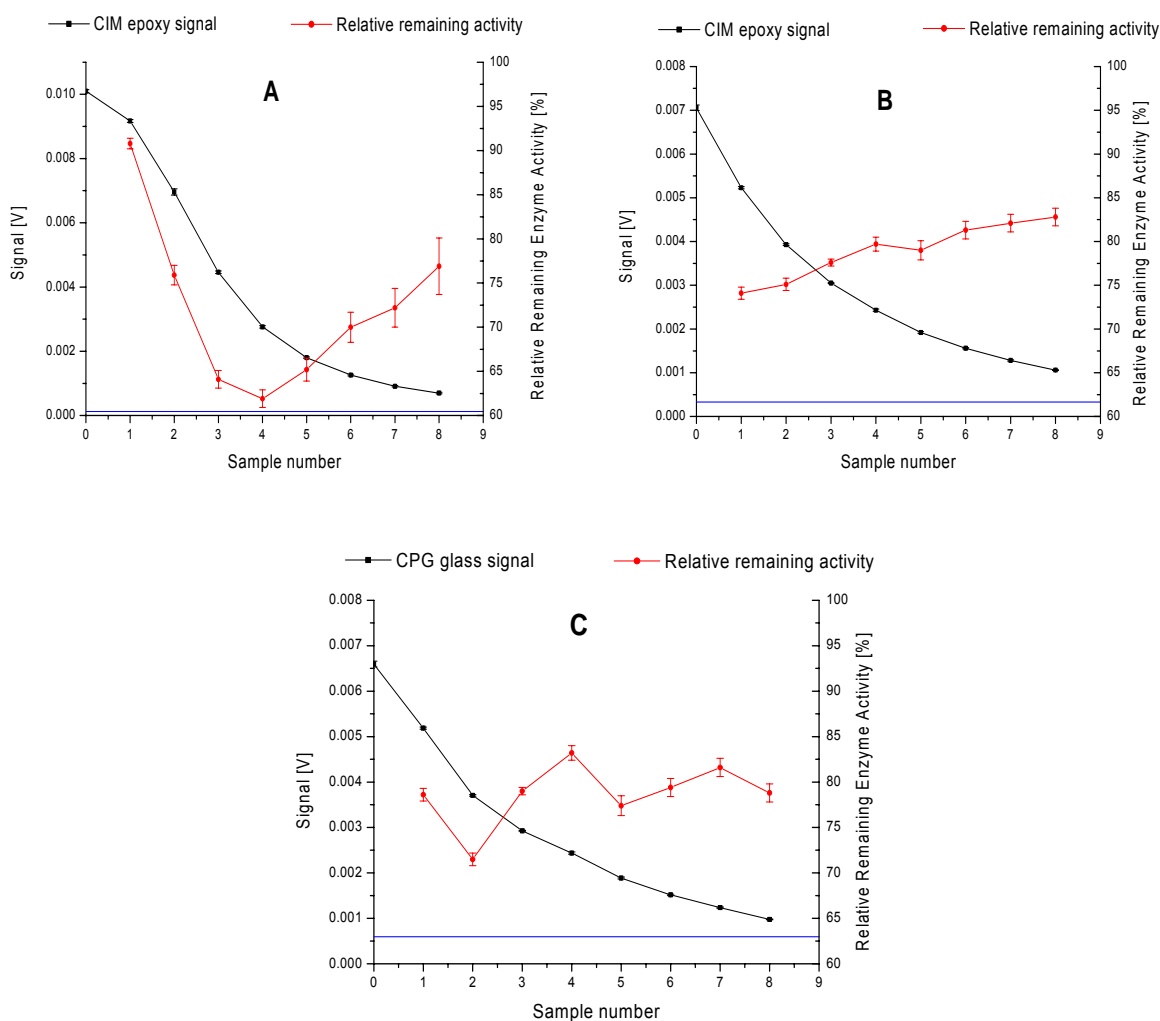 CIM epoxy signal Relative remaining activity
A
0.010
0.008
0.006
0.004
0.002
0.000
Signal [V]
100
95
90
85
80
75
70
65
60
Relative Remaining Enzyme Activity [%]
0 1 2 3 4 5 6 7 8 9
Sample number
CIM epoxy signal Relative remaining activity
B
0.008
0.007
0.006
0.005
0.004
0.003
0.002
0.001
0.000
Signal [V]
100
95
90
85
80
75
70
65
60
Relative Remaining Enzyme Activity [%]
0 1 2 3 4 5 6 7 8 9
Sample number
CPG glass signal Relative remaining activity
C
0.008
0.007
0.006
0.005
0.004
0.003
0.002
0.001
0.000
Signal [V]
100
95
90
85
80
75
70
65
60
Relative Remaining Enzyme Activity [%]
0 1 2 3 4 5 6 7 8 9
Sample number